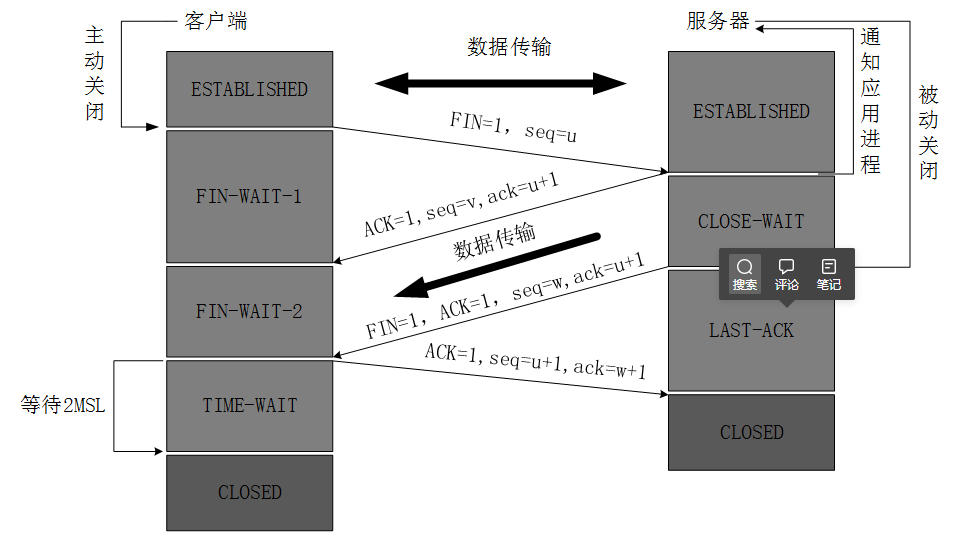 客户端
服务器
主动关闭
数据传输
通知应用进程
被动关闭
ESTABLISHED
ESTABLISHED
FIN=1, seq=u
FIN-WAIT-1
ACK=1,seq=v,ack=u+1
CLOSE-WAIT
数据传输
搜索
评论
笔记
FIN-WAIT-2
FIN=1, ACK=1, seq=w,ack=u+1
LAST-ACK
ACK=1,seq=u+1,ack=w+1
等待2MSL
TIME-WAIT
CLOSED
CLOSED